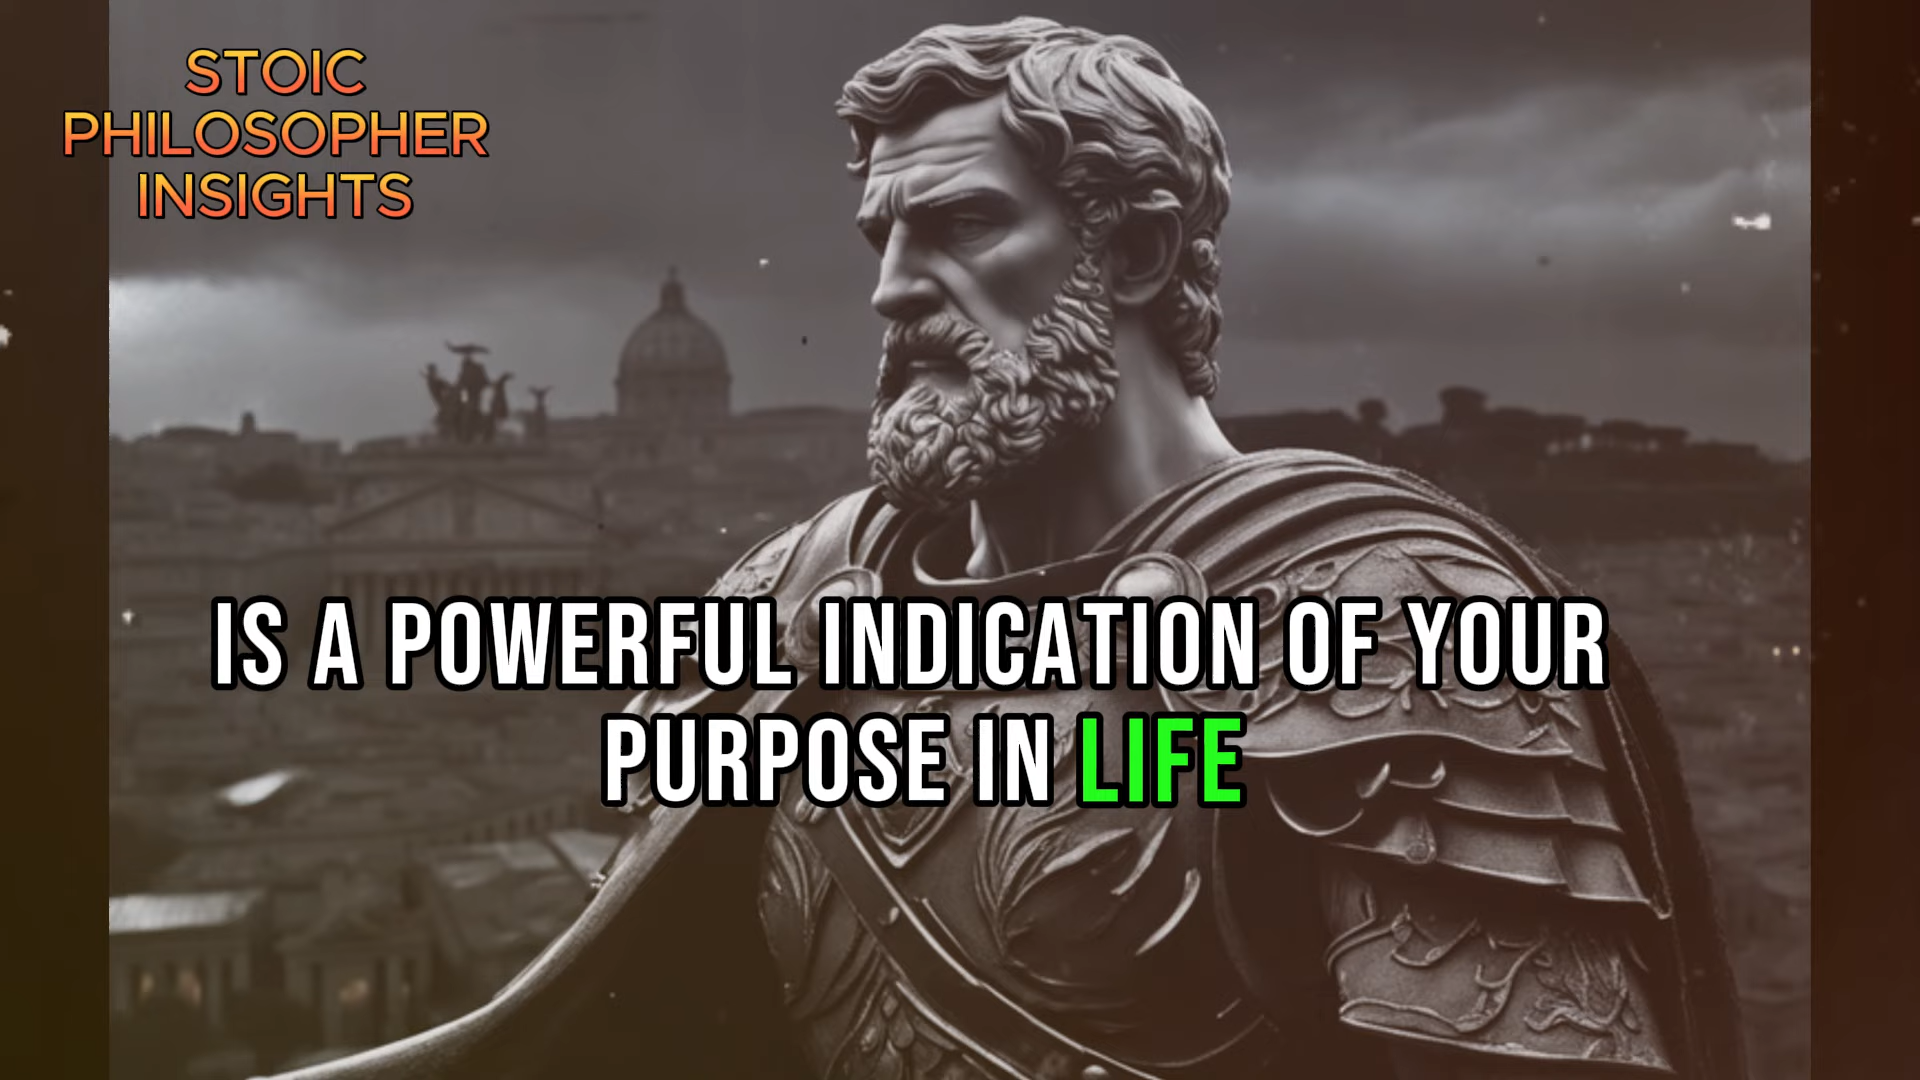 STOIC
PHILOSOPHER
INSIGHTS
IS A POWERFUL INDICATION OF YOUR
PURPOSE IN LIFE